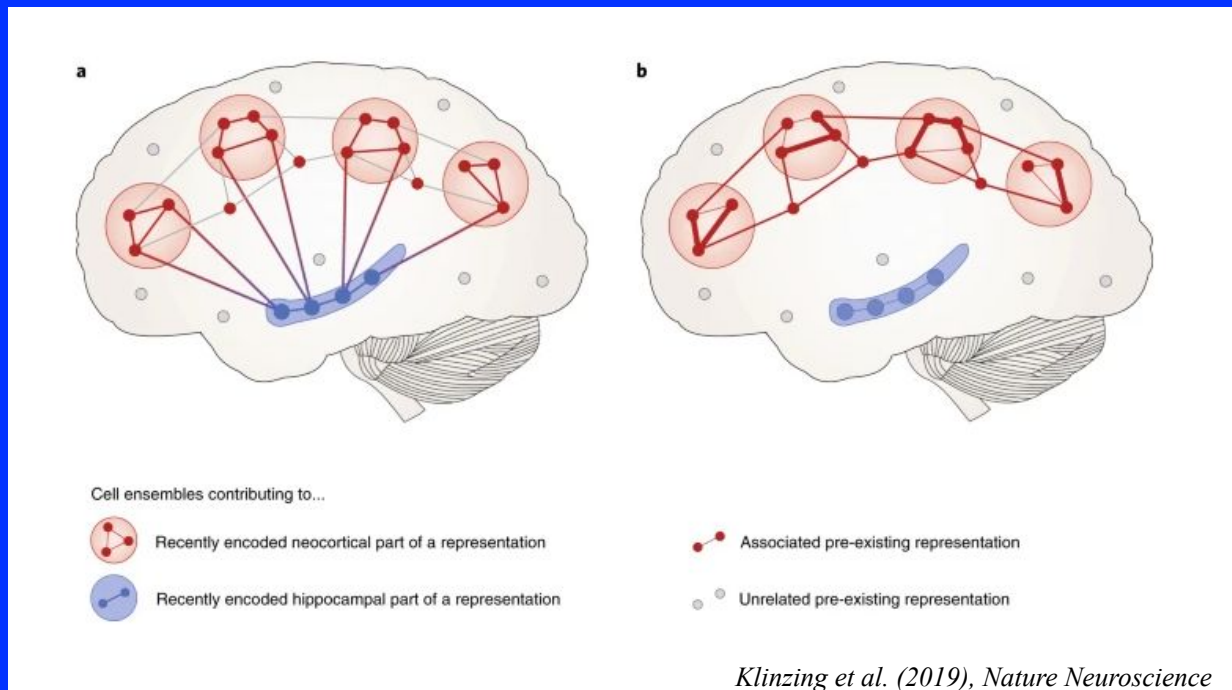 a
b
Cell ensembles contributing to...
Recently encoded neocortical part of a representation
Associated pre-existing representation
Recently encoded hippocampal part of a representation
Unrelated pre-existing representation
Klinzing et al. (2019), Nature Neuroscience